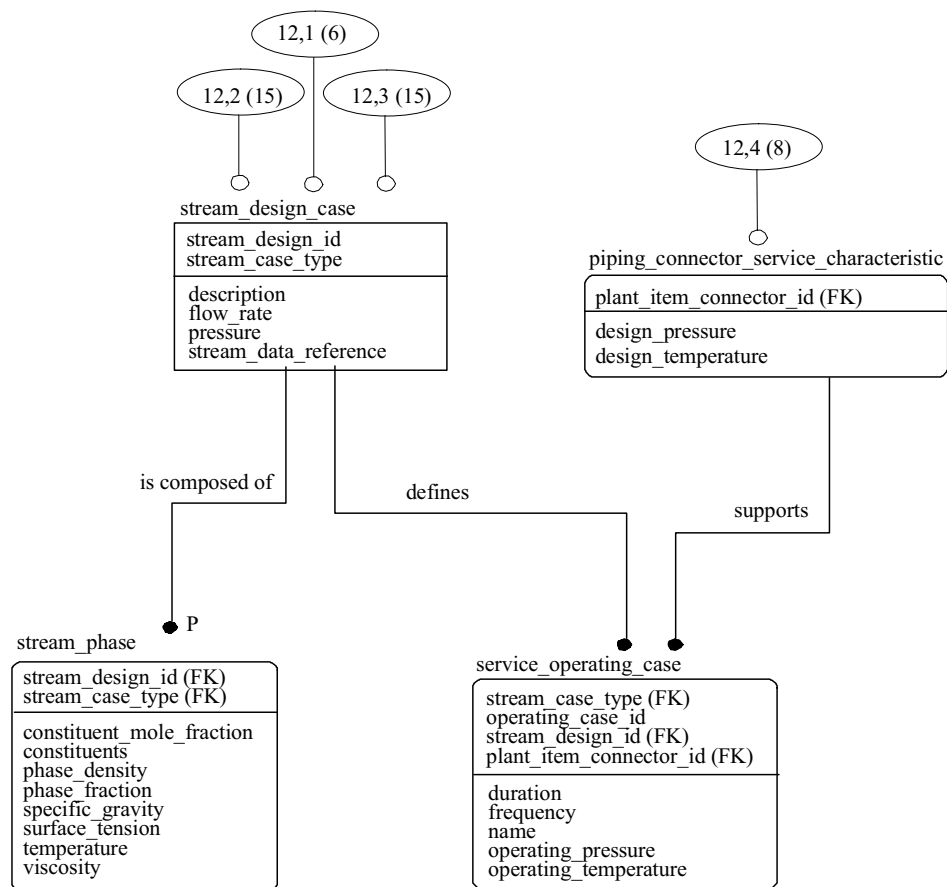 12,1 (6)
12,2 (15)
12,3 (15)
12,4 (8)
stream_design_case
stream_design_id
stream_case_type
description
flow_rate
pressure
stream_data_reference
piping_connector_service_characteristic
plant_item_connector_id (FK)
design_pressure
design_temperature
is composed of
defines
supports
P
stream_phase
stream_design_id (FK)
stream_case_type (FK)
constituent_mole_fraction
constituents
phase_density
phase_fraction
specific_gravity
surface_tension
temperature
viscosity
service_operating_case
stream_case_type (FK)
operating_case_id
stream_design_id (FK)
plant_item_connector_id (FK)
duration
frequency
name
operating_pressure
operating_temperature